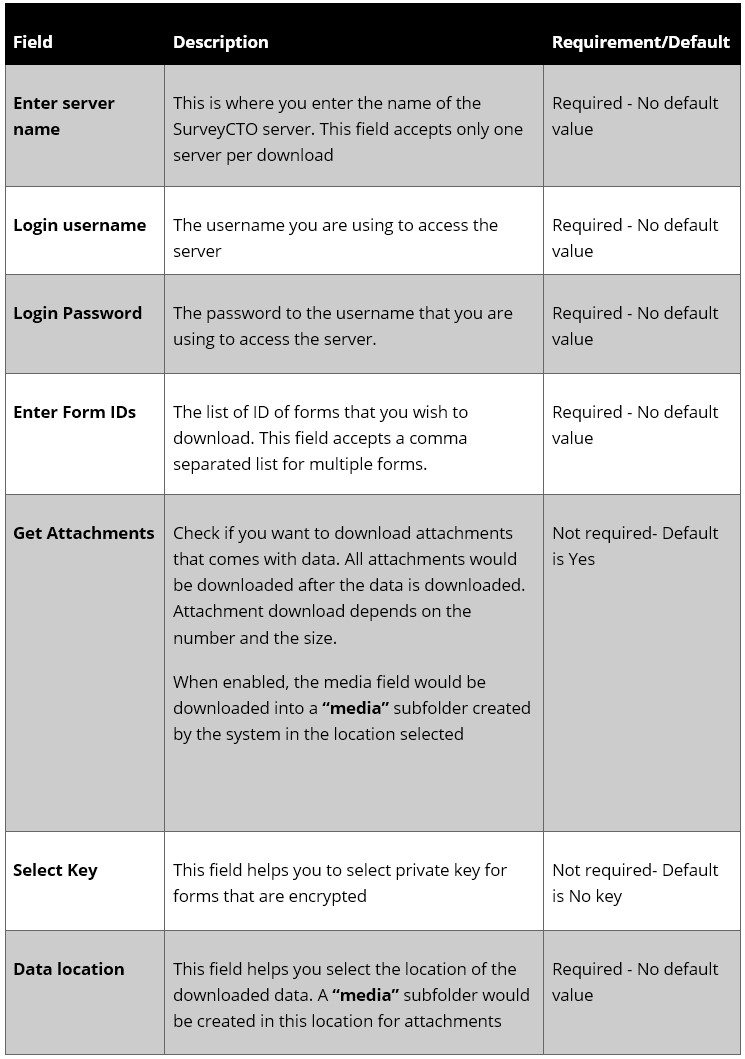 Field Description Requirement/Default
Enter server This is where you enter the name of the Required - No default
name SurveyCTO server. This field accepts only one value
server per download
Login username The username you are using to access the Required - No default
server value
Login Password The password to the username that you are Required - No default
using to access the server. value
Enter Form IDs The list of ID of forms that you wish to Required - No default
download. This field accepts a comma value
separated list for multiple forms.
Get Attachments Check if you want to download attachments Not required- Default
that comes with data. All attachments would is Yes
be downloaded after the data is downloaded.
Attachment download depends on the
number and the size.
When enabled, the media field would be
downloaded into a “media” subfolder created
by the system in the location selected
Select Key This field helps you to select private key for Not required- Default
forms that are encrypted is No key
Data location This field helps you select the location of the Required - No default
downloaded data. A “media” subfolder would value
be created in this location for attachments